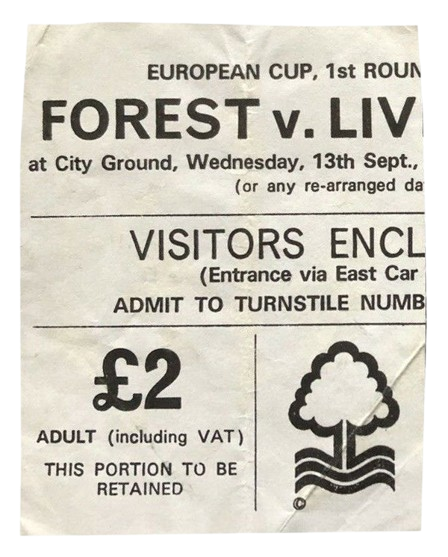 EUROPEAN CUP, 1st ROUN
FOREST v. LIV
at City Ground, Wednesday, 13th Sept.,
(or any re-arranged da
VISITORS ENCL
(Entrance via East Car
ADMIT TO TURNSTILE NUMB
£2
ADULT (including VAT)
THIS PORTION TO BE
RETAINED
©